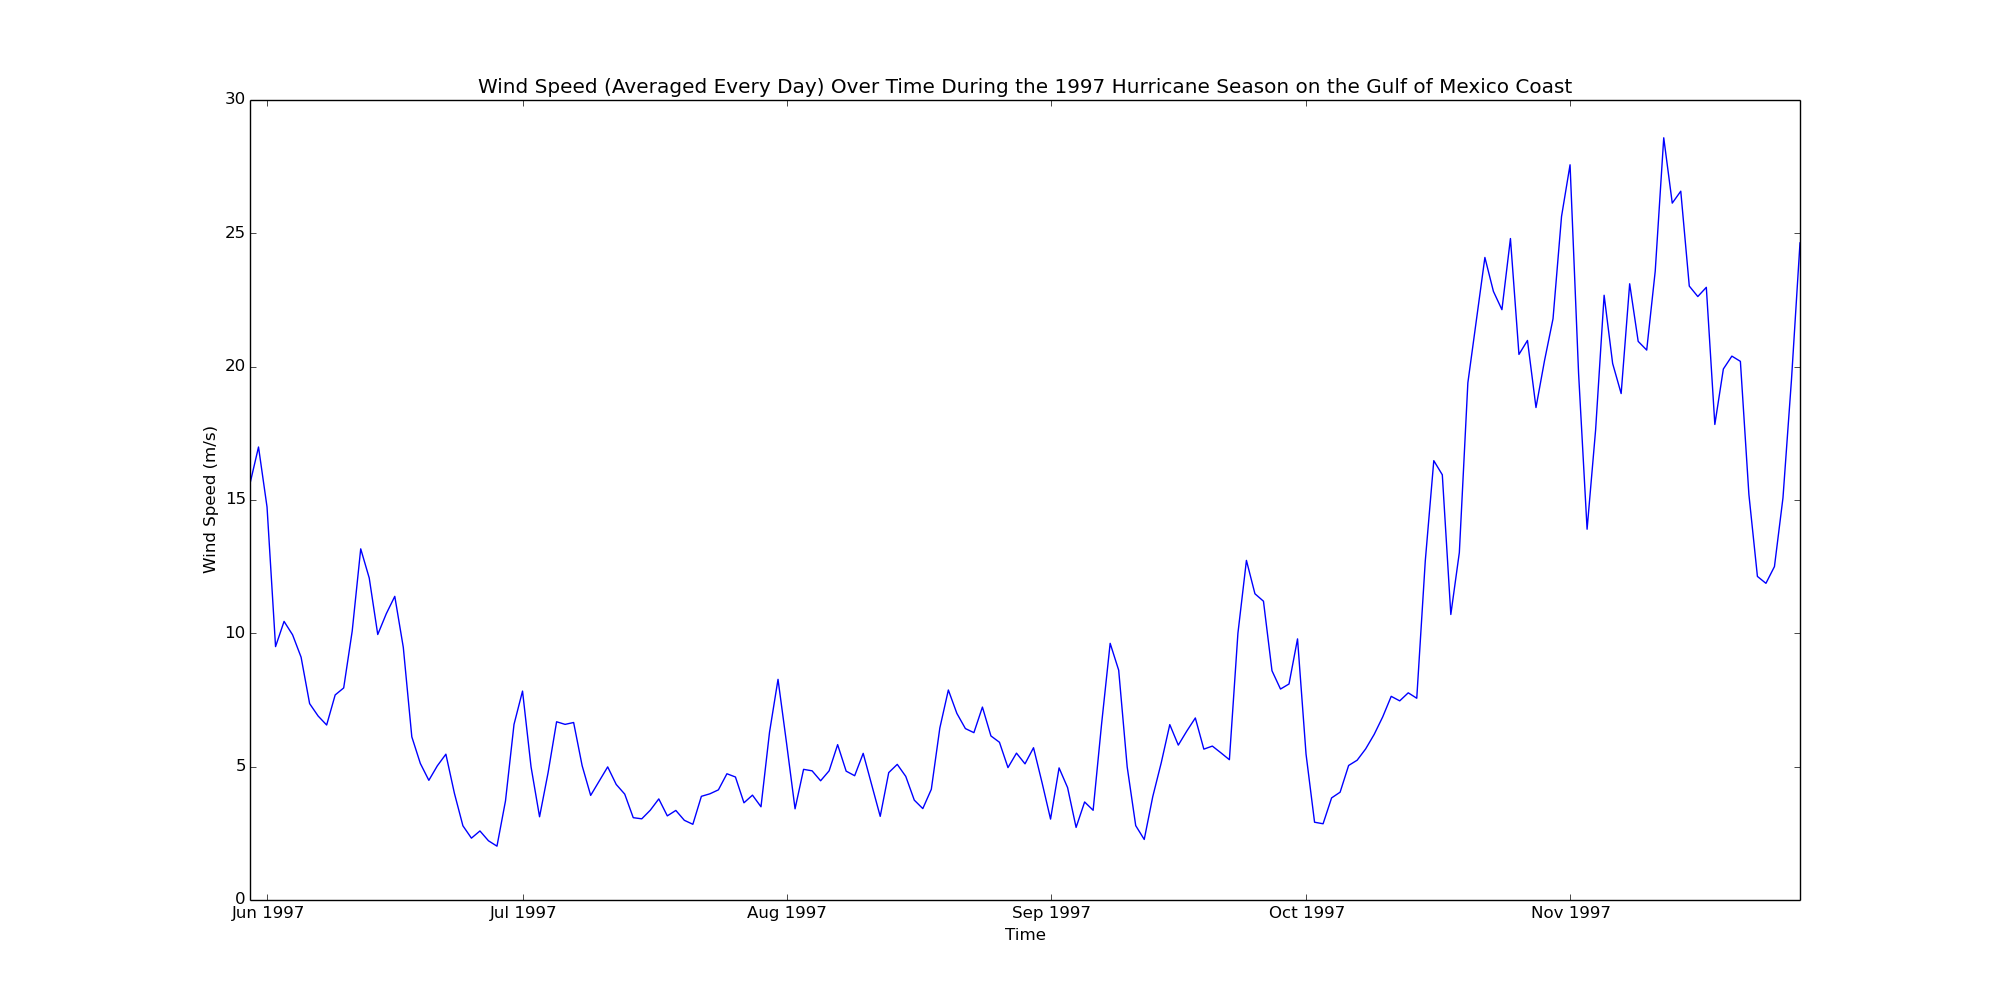 Wind Speed (Averaged Every Day) Over Time During the 1997 Hurricane Season on the Gulf of Mexico Coast
30
25
20
15
10
5
0
Wind Speed (m/s)
Jun 1997 Jul 1997 Aug 1997 Sep 1997 Oct 1997 Nov 1997
Time